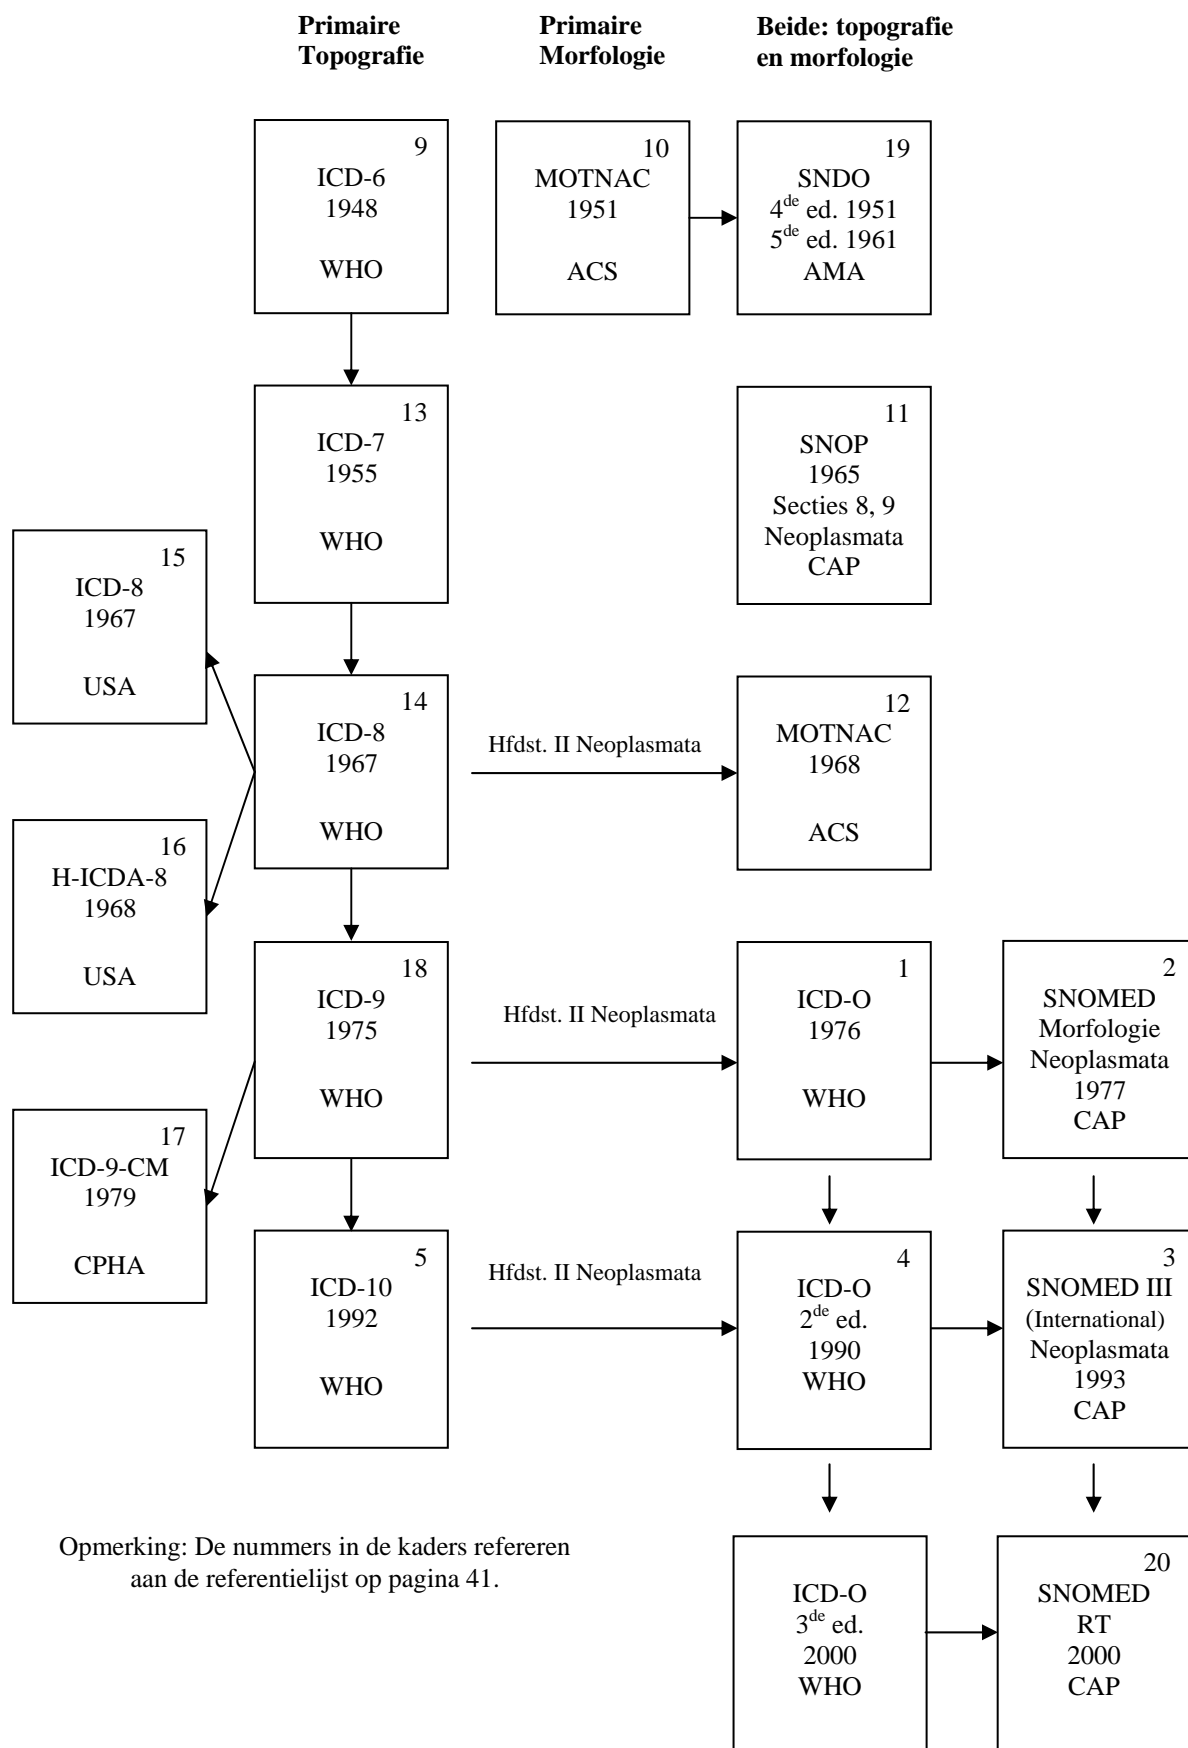 Primaire
Topografie
Primaire
Morfologie
Beide: topografie
en morfologie
9
ICD-6
1948
WHO
10
MOTNAC
1951
ACS
19
SNDO
4de ed. 1951
5de ed. 1961
AMA
13
ICD-7
1955
WHO
11
SNOP
1965
Secties 8, 9
Neoplasmata
CAP
15
ICD-8
1967
USA
14
ICD-8
1967
WHO
Hfdst. II Neoplasmata
12
MOTNAC
1968
ACS
16
H-ICDA-8
1968
USA
18
ICD-9
1975
WHO
Hfdst. II Neoplasmata
1
ICD-O
1976
WHO
2
SNOMED
Morfologie
Neoplasmata
1977
CAP
17
ICD-9-CM
1979
CPHA
5
ICD-10
1992
WHO
Hfdst. II Neoplasmata
4
ICD-O
2de ed.
1990
WHO
3
SNOMED III
(International)
Neoplasmata
1993
CAP
Opmerking: De nummers in de kaders refereren
aan de referentielijst op pagina 41.
ICD-O
3de ed.
2000
WHO
20
SNOMED
RT
2000
CAP